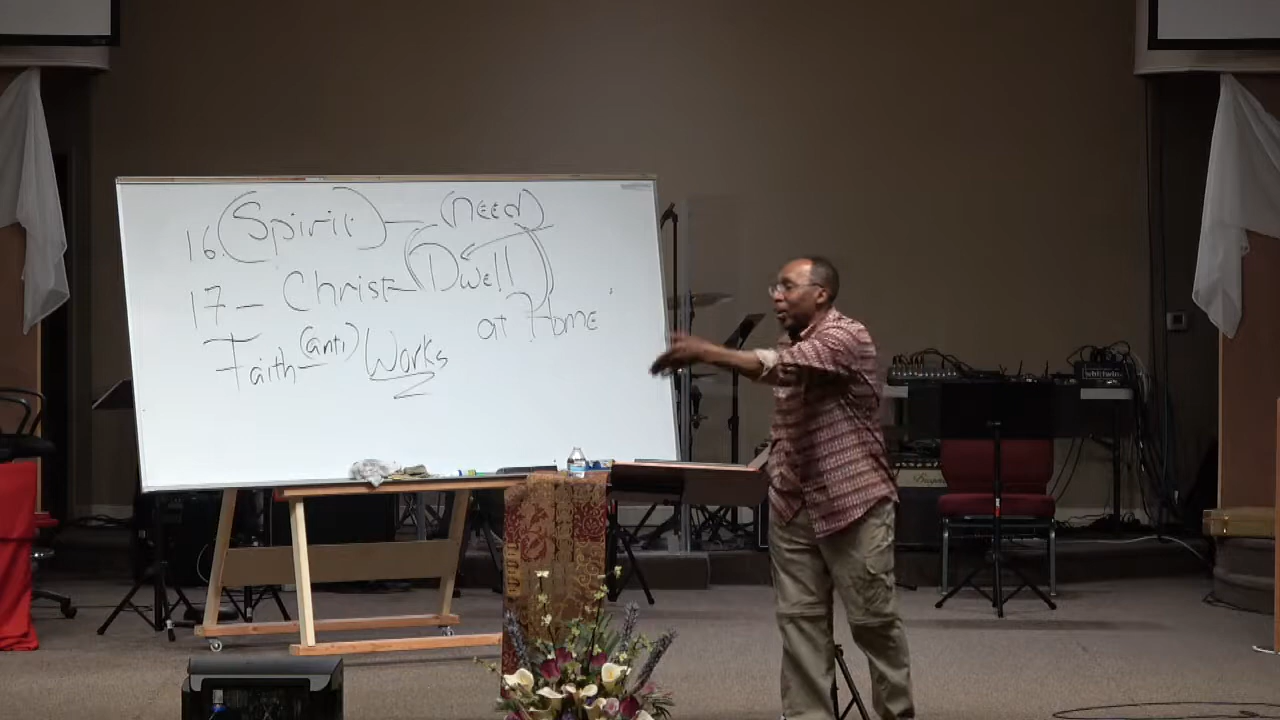 16. (Spirit) — (need)
17 — Christ — (Dwell)
at Home
Faith (anti) Works